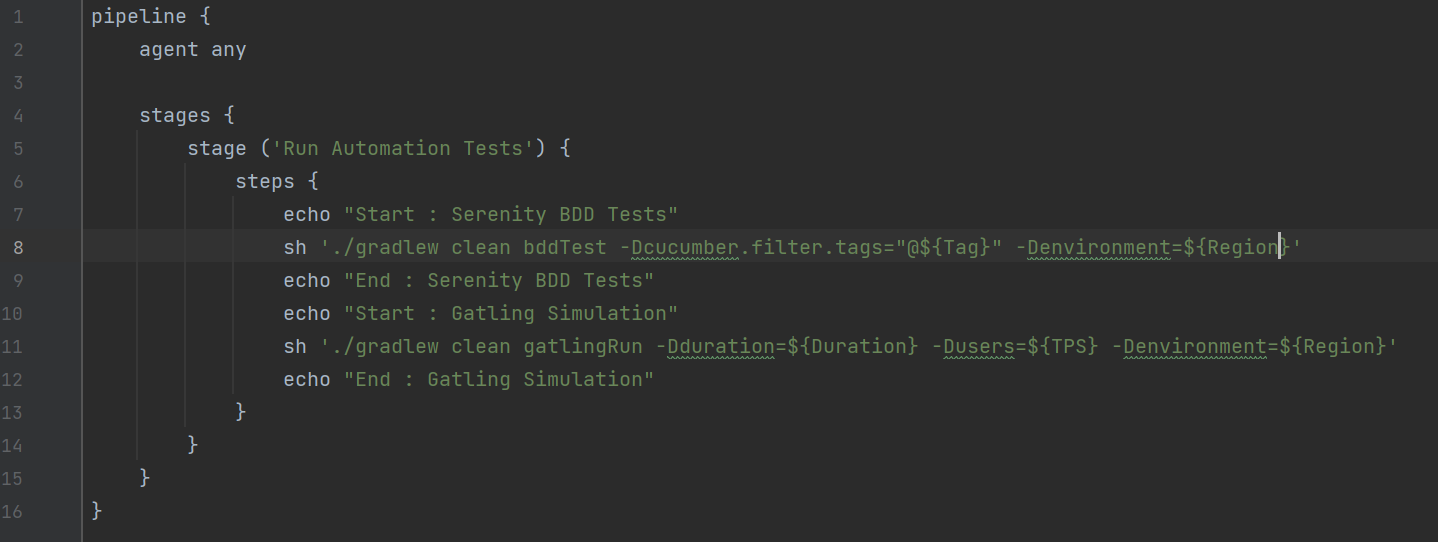 1 pipeline {
2 agent any
3
4 stages {
5 stage ('Run Automation Tests') {
6 steps {
7 echo "Start : Serenity BDD Tests"
8 sh './gradlew clean bddTest -Dcucumber.filter.tags="@${Tag}" -Denvironment=${Region}'
9 echo "End : Serenity BDD Tests"
10 echo "Start : Gatling Simulation"
11 sh './gradlew clean gatlingRun -Dduration=${Duration} -Dusers=${TPS} -Denvironment=${Region}'
12 echo "End : Gatling Simulation"
13 }
14 }
15 }
16 }